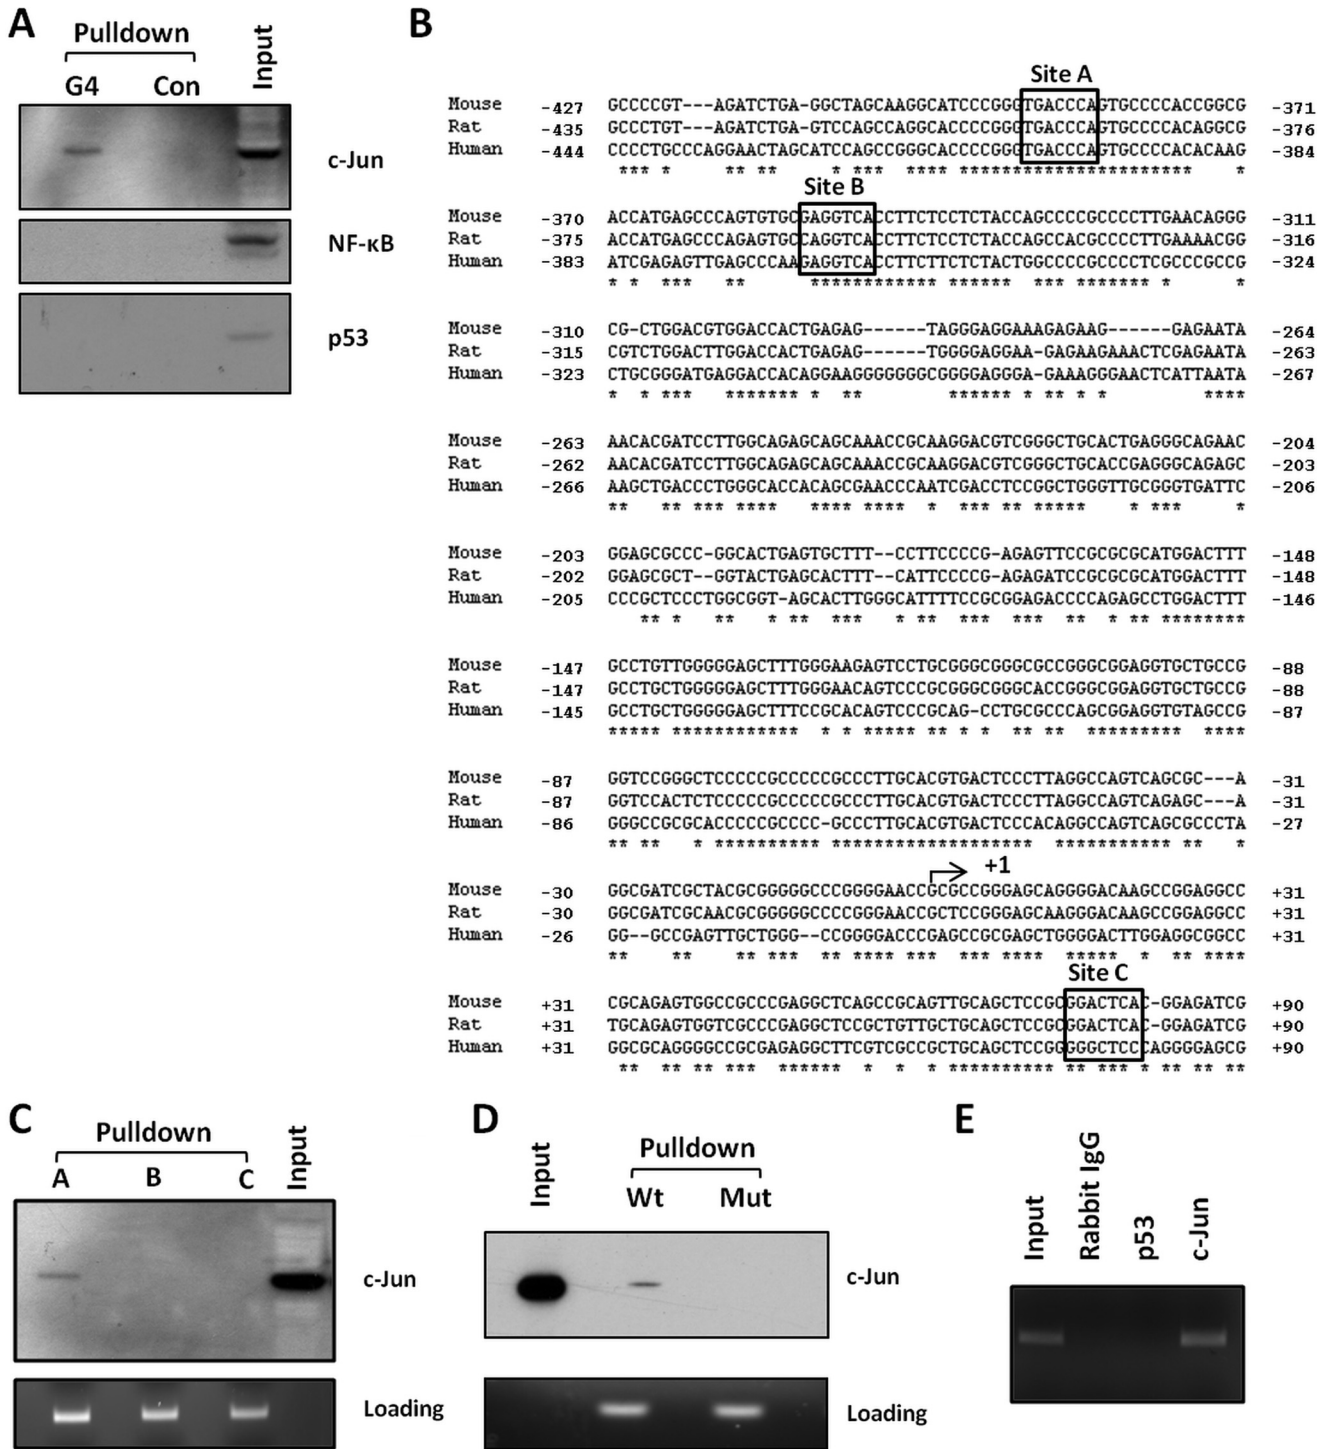 A
Pulldown
G4 Con Input
c-Jun
NF-κB
p53
B
Site A
Mouse -427 GCCCCGT---AGATCTGA-GGCTAGCAAGGCATCCCGGGTGACCCAGTGCCCCACCGGCG -371
Rat -435 GCCCTGT---AGATCTGA-GTCCAGCCAGGCACCCCGGGTGACCCAGTGCCCCACAGGCG -376
Human -444 CCCCTGCCCAGGAACTAGCATCCAGCCGGGCACCCCGGGTGACCCAGTGCCCCACACAAG -384
Site B
Mouse -370 ACCATGAGCCCAGTGTGCGAGGTCACCTTCTCCTCTACCAGCCCCGCCCCTTGAACAGGG -311
Rat -375 ACCATGAGCCCAGAGTGCCAGGTCACCTTCTCCTCTACCAGCCACGCCCCTTGAAAACGG -316
Human -383 ATCGAGAGTTGAGCCCAAGAGGTCACCTTCTTCTCTACTGGCCCCGCCCCTCGCCCGCCG -324
Mouse -310 CG-CTGGACGTGGACCACTGAGAG------TAGGGAGGAAAGAGAAG------GAGAATA -264
Rat -315 CGTCTGGACTTGGACCACTGAGAG------TGGGGAGGAA-GAGAAGAAACTCGAGAATA -263
Human -323 CTGCGGGATGAGGACCACAGGAAGGGGGGGCGGGGAGGGA-GAAAGGGAACTCATTAATA -267
Mouse -263 AACACGATCCTTGGCAGAGCAGCAAACCGCAAGGACGTCGGGCTGCACTGAGGGCAGAAC -204
Rat -262 AACACGATCCTTGGCAGAGCAGCAAACCGCAAGGACGTCGGGCTGCACCGAGGGCAGAGC -203
Human -266 AAGCTGACCCTGGGCACCACAGCGAACCCAATCGACCTCCGGCTGGGTTGCGGGTGATTC -206
Mouse -203 GGAGCGCCC-GGCACTGAGTGCTTT--CCTTCCCCG-AGAGTTCCGCGCGCATGGACTTT -148
Rat -202 GGAGCGCT--GGTACTGAGCACTTT--CATTCCCCG-AGAGATCCGCGCGCATGGACTTT -148
Human -205 CCCGCTCCCTGGCGGT-AGCACTTGGGCATTTTCCGCGGAGACCCCAGAGCCTGGACTTT -146
Mouse -147 GCCTGTTGGGGGAGCTTTGGGAAGAGTCCTGCGGGCGGGCGCCGGGCGGAGGTGCTGCCG -88
Rat -147 GCCTGCTGGGGGAGCTTTGGGAACAGTCCCGCGGGCGGGCACCGGGCGGAGGTGCTGCCG -88
Human -145 GCCTGCTGGGGGAGCTTTCCGCACAGTCCCGCAG-CCTGCGCCCAGCGGAGGTGTAGCCG -87
Mouse -87 GGTCCGGGCTCCCCCGCCCCCGCCCTTGCACGTGACTCCCTTAGGCCAGTCAGCGC---A -31
Rat -87 GGTCCACTCTCCCCCGCCCCCGCCCTTGCACGTGACTCCCTTAGGCCAGTCAGAGC---A -31
Human -86 GGGCCGCGCACCCCCGCCCC-GCCCTTGCACGTGACTCCCACAGGCCAGTCAGCGCCCTA -27
+1
Mouse -30 GGCGATCGCTACGCGGGGGCCCGGGGAACCGCGCCGGGAGCAGGGGACAAGCCGGAGGCC +31
Rat -30 GGCGATCGCAACGCGGGGGCCCCGGGAACCGCTCCGGGAGCAAGGGACAAGCCGGAGGCC +31
Human -26 GG--GCCGAGTTGCTGGG--CCGGGGACCCGAGCCGCGAGCTGGGGACTTGGAGGCGGCC +31
Site C
Mouse +31 CGCAGAGTGGCCGCCCGAGGCTCAGCCGCAGTTGCAGCTCCGCGGACTCAC-GGAGATCG +90
Rat +31 TGCAGAGTGGTCGCCCGAGGCTCCGCTGTTGCTGCAGCTCCGCGGACTCAC-GGAGATCG +90
Human +31 GGCGCAGGGGCCGCGAGAGGCTTCGTCGCCGCTGCAGCTCCGGGGGCTCCCAGGGGAGCG +90
C
Pulldown
A B C Input
c-Jun
Loading
D
Input
Pulldown
Wt Mut
c-Jun
Loading
E
Input Rabbit IgG p53 c-Jun